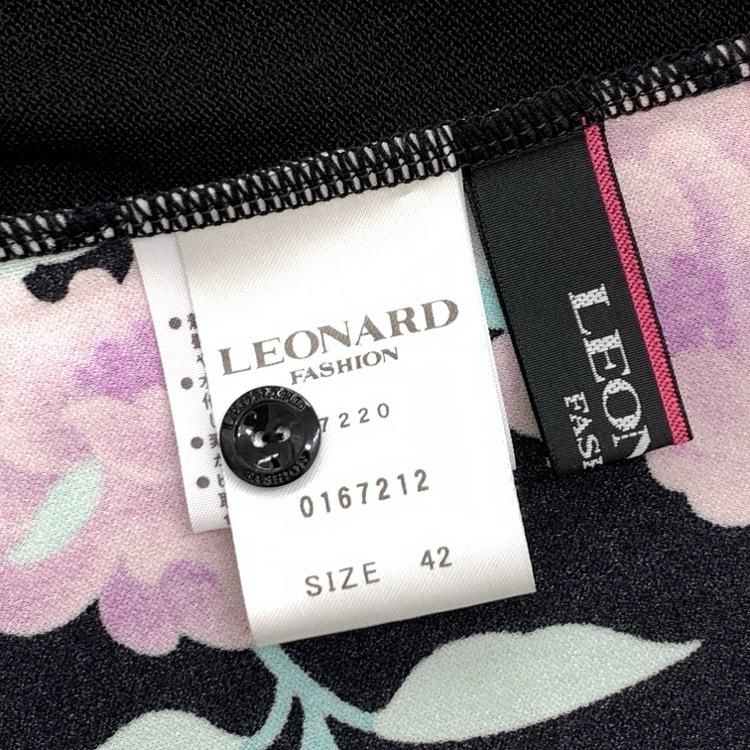 LEONARD
FASHION
7220
0167212
SIZE 42
LEONARD
FASHION
LEON
FAS